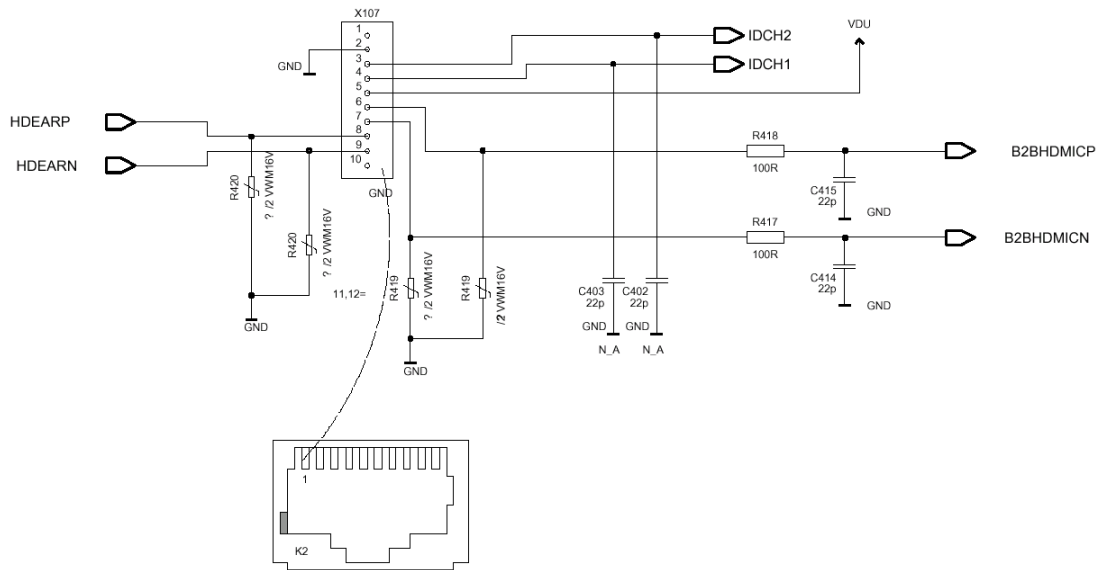 X107
1
2
3
4
5
6
7
8
9
10
GND
GND
IDCH2
IDCH1
VDU
HDEARP
HDEARN
R420
? /2 VWM16V
R420
? /2 VWM16V
GND
11,12=
R419
? /2 VWM16V
R419
/2 VWM16V
GND
C403
22p
GND
N_A
C402
22p
GND
N_A
R418
100R
C415
22p
GND
B2BHDMICP
R417
100R
C414
22p
GND
B2BHDMICN
1
K2